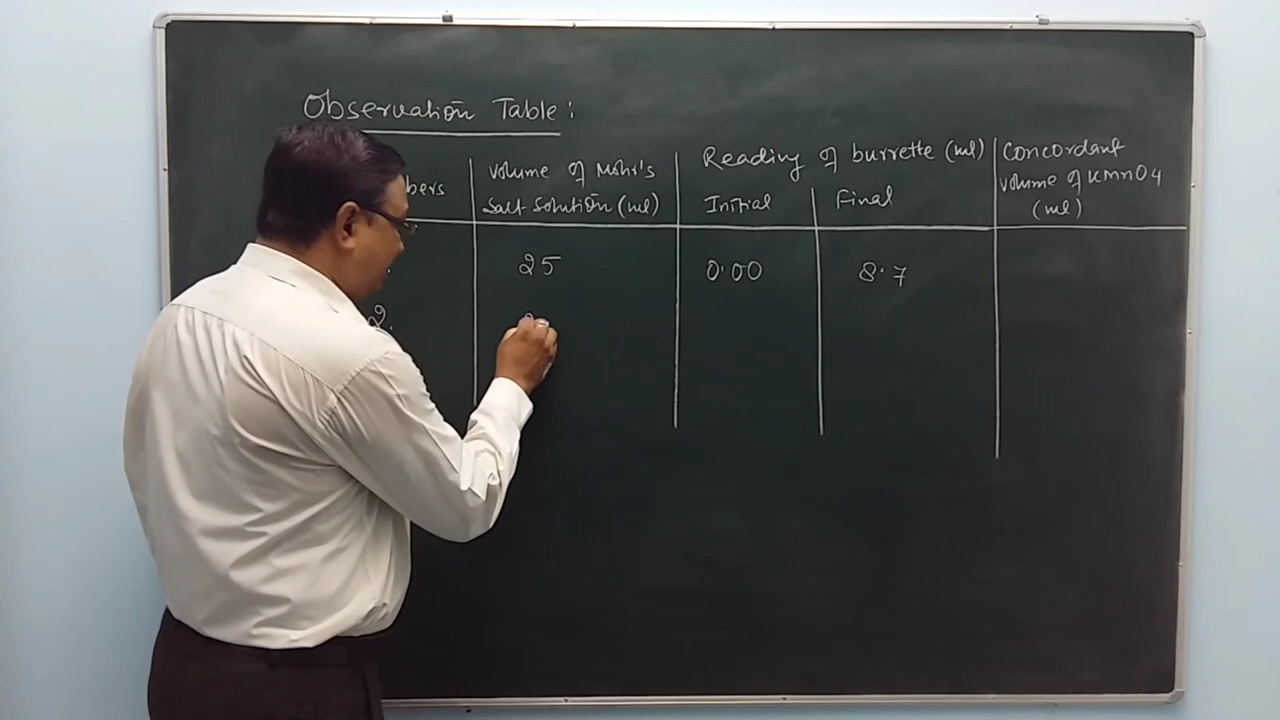 Observation Table:
bers
Volume of Mohr's
Salt Solution (ml)
Reading of burrette (ml)
Initial
Final
Concordant
Volume of KMnO4
(ml)
25
0.00
8.7
2.